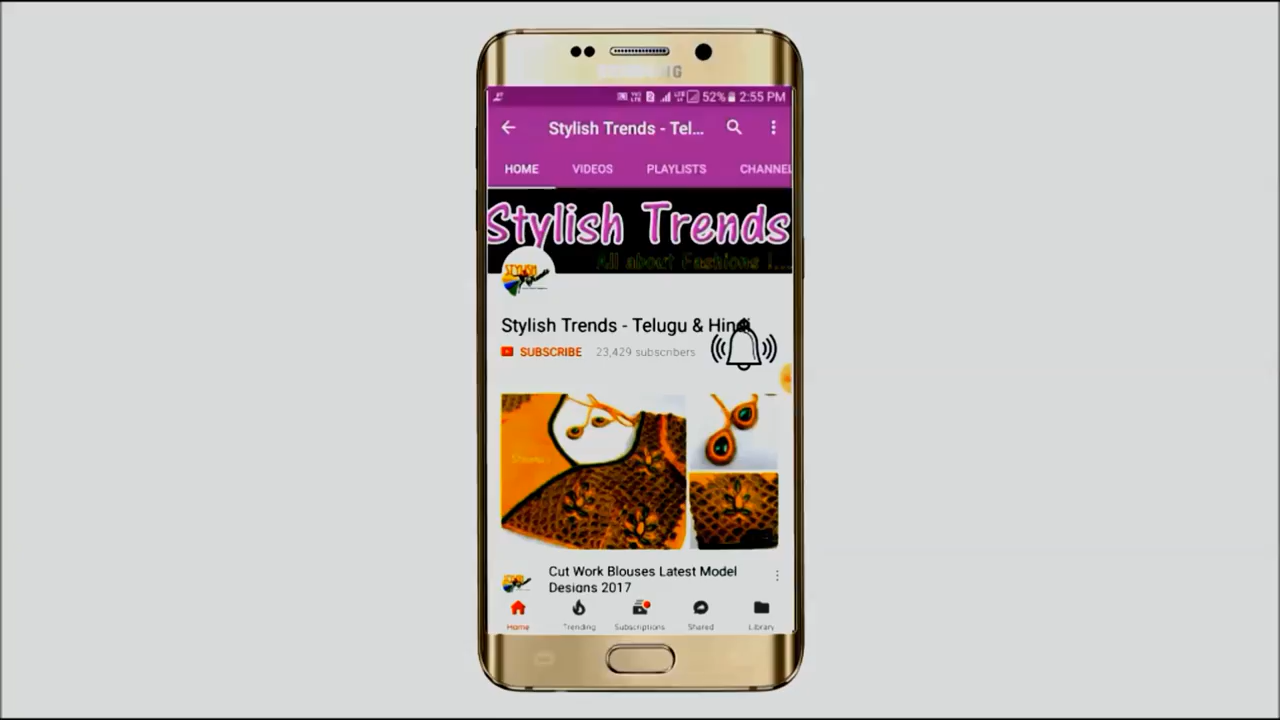 SAMSUNG
52% 2:55 PM
Stylish Trends - Tel...
HOME VIDEOS PLAYLISTS CHANNEL
Stylish Trends
All about Fashions !....
Stylish Trends - Telugu & Hindi
SUBSCRIBE 23,429 subscribers
Cut Work Blouses Latest Model
Designs 2017
Home Trending Subscriptions Shared Library